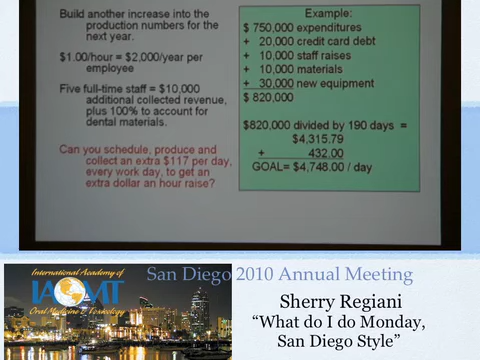 Build another increase into the
production numbers for the
next year.
$1.00/hour = $2,000/year per
employee
Five full-time staff = $10,000
additional collected revenue,
plus 100% to account for
dental materials.
Can you schedule, produce and
collect an extra $117 per day,
every work day, to get an
extra dollar an hour raise?
Example:
$ 750,000 expenditures
+ 20,000 credit card debt
+ 10,000 staff raises
+ 10,000 materials
+ 30,000 new equipment
$ 820,000
$820,000 divided by 190 days =
$4,315.79
+ 432.00
GOAL= $4,748.00 / day
International Academy of
IAOMT
Oral Medicine & Toxicology
San Diego 2010 Annual Meeting
Sherry Regiani
“What do I do Monday,
San Diego Style”